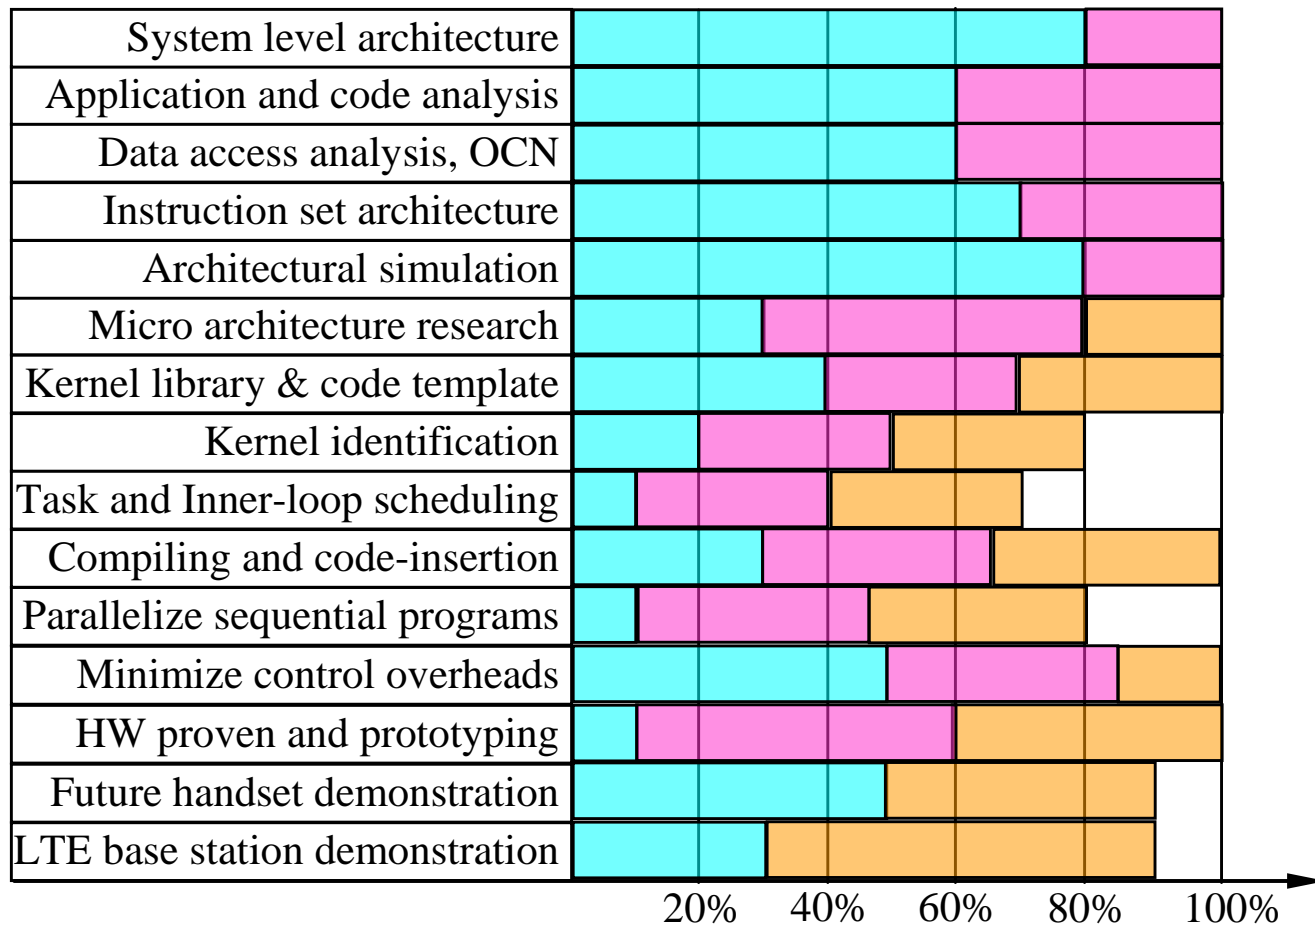 System level architecture
Application and code analysis
Data access analysis, OCN
Instruction set architecture
Architectural simulation
Micro architecture research
Kernel library & code template
Kernel identification
Task and Inner-loop scheduling
Compiling and code-insertion
Parallelize sequential programs
Minimize control overheads
HW proven and prototyping
Future handset demonstration
LTE base station demonstration
20% 40% 60% 80% 100%